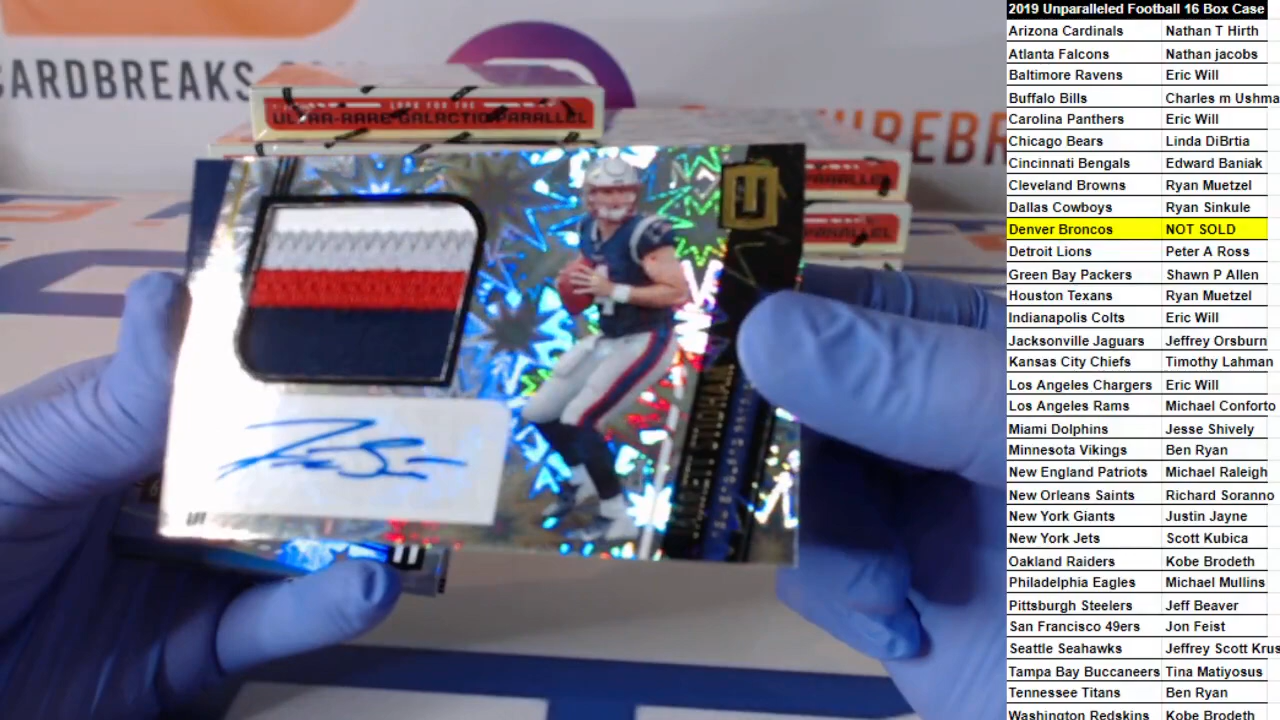 CARDBREAKS
LOOK FOR THE
ULTRA-RARE GALACTIC PARALLEL
PARALLEL
PARALLEL
2019 Unparalleled Football 16 Box Case
Arizona Cardinals Nathan T Hirth
Atlanta Falcons Nathan jacobs
Baltimore Ravens Eric Will
Buffalo Bills Charles m Ushma
Carolina Panthers Eric Will
Chicago Bears Linda DiBrtia
Cincinnati Bengals Edward Baniak
Cleveland Browns Ryan Muetzel
Dallas Cowboys Ryan Sinkule
Denver Broncos NOT SOLD
Detroit Lions Peter A Ross
Green Bay Packers Shawn P Allen
Houston Texans Ryan Muetzel
Indianapolis Colts Eric Will
Jacksonville Jaguars Jeffrey Orsburn
Kansas City Chiefs Timothy Lahman
Los Angeles Chargers Eric Will
Los Angeles Rams Michael Conforto
Miami Dolphins Jesse Shively
Minnesota Vikings Ben Ryan
New England Patriots Michael Raleigh
New Orleans Saints Richard Soranno
New York Giants Justin Jayne
New York Jets Scott Kubica
Oakland Raiders Kobe Brodeth
Philadelphia Eagles Michael Mullins
Pittsburgh Steelers Jeff Beaver
San Francisco 49ers Jon Feist
Seattle Seahawks Jeffrey Scott Krus
Tampa Bay Buccaneers Tina Matiyosus
Tennessee Titans Ben Ryan
Washington Redskins Kobe Brodeth